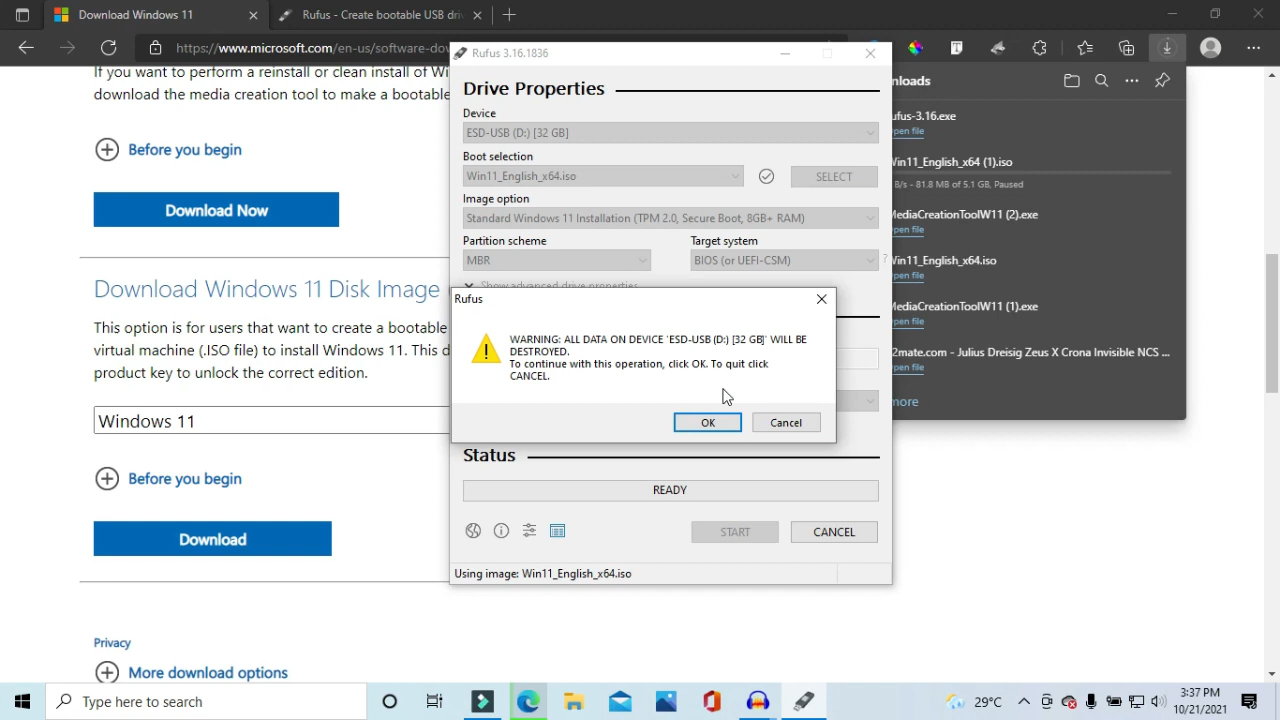 Download Windows 11
Rufus - Create bootable USB driv
https://www.microsoft.com/en-us/software-dov
If you want to perform a reinstall or clean install of Wi
download the media creation tool to make a bootable
Before you begin
Download Now
Download Windows 11 Disk Image
This option is for users that want to create a bootable
virtual machine (.ISO file) to install Windows 11. This d
product key to unlock the correct edition.
Windows 11
Before you begin
Download
Privacy
More download options
Rufus 3.16.1836
Drive Properties
Device
ESD-USB (D:) [32 GB]
Boot selection
Win11_English_x64.iso
SELECT
Image option
Standard Windows 11 Installation (TPM 2.0, Secure Boot, 8GB+ RAM)
Partition scheme
Target system
MBR
BIOS (or UEFI-CSM)
?
Show advanced drive properties
Rufus
WARNING: ALL DATA ON DEVICE 'ESD-USB (D:) [32 GB]' WILL BE
DESTROYED.
To continue with this operation, click OK. To quit click
CANCEL.
OK
Cancel
Status
READY
START
CANCEL
Using image: Win11_English_x64.iso
nloads
ufus-3.16.exe
pen file
Win11_English_x64 (1).iso
B/s - 81.8 MB of 5.1 GB, Paused
MediaCreationToolW11 (2).exe
pen file
Win11_English_x64.iso
pen file
MediaCreationToolW11 (1).exe
pen file
2mate.com - Julius Dreisig Zeus X Crona Invisible NCS ...
pen file
more
Type here to search
29°C
3:37 PM
10/21/2021